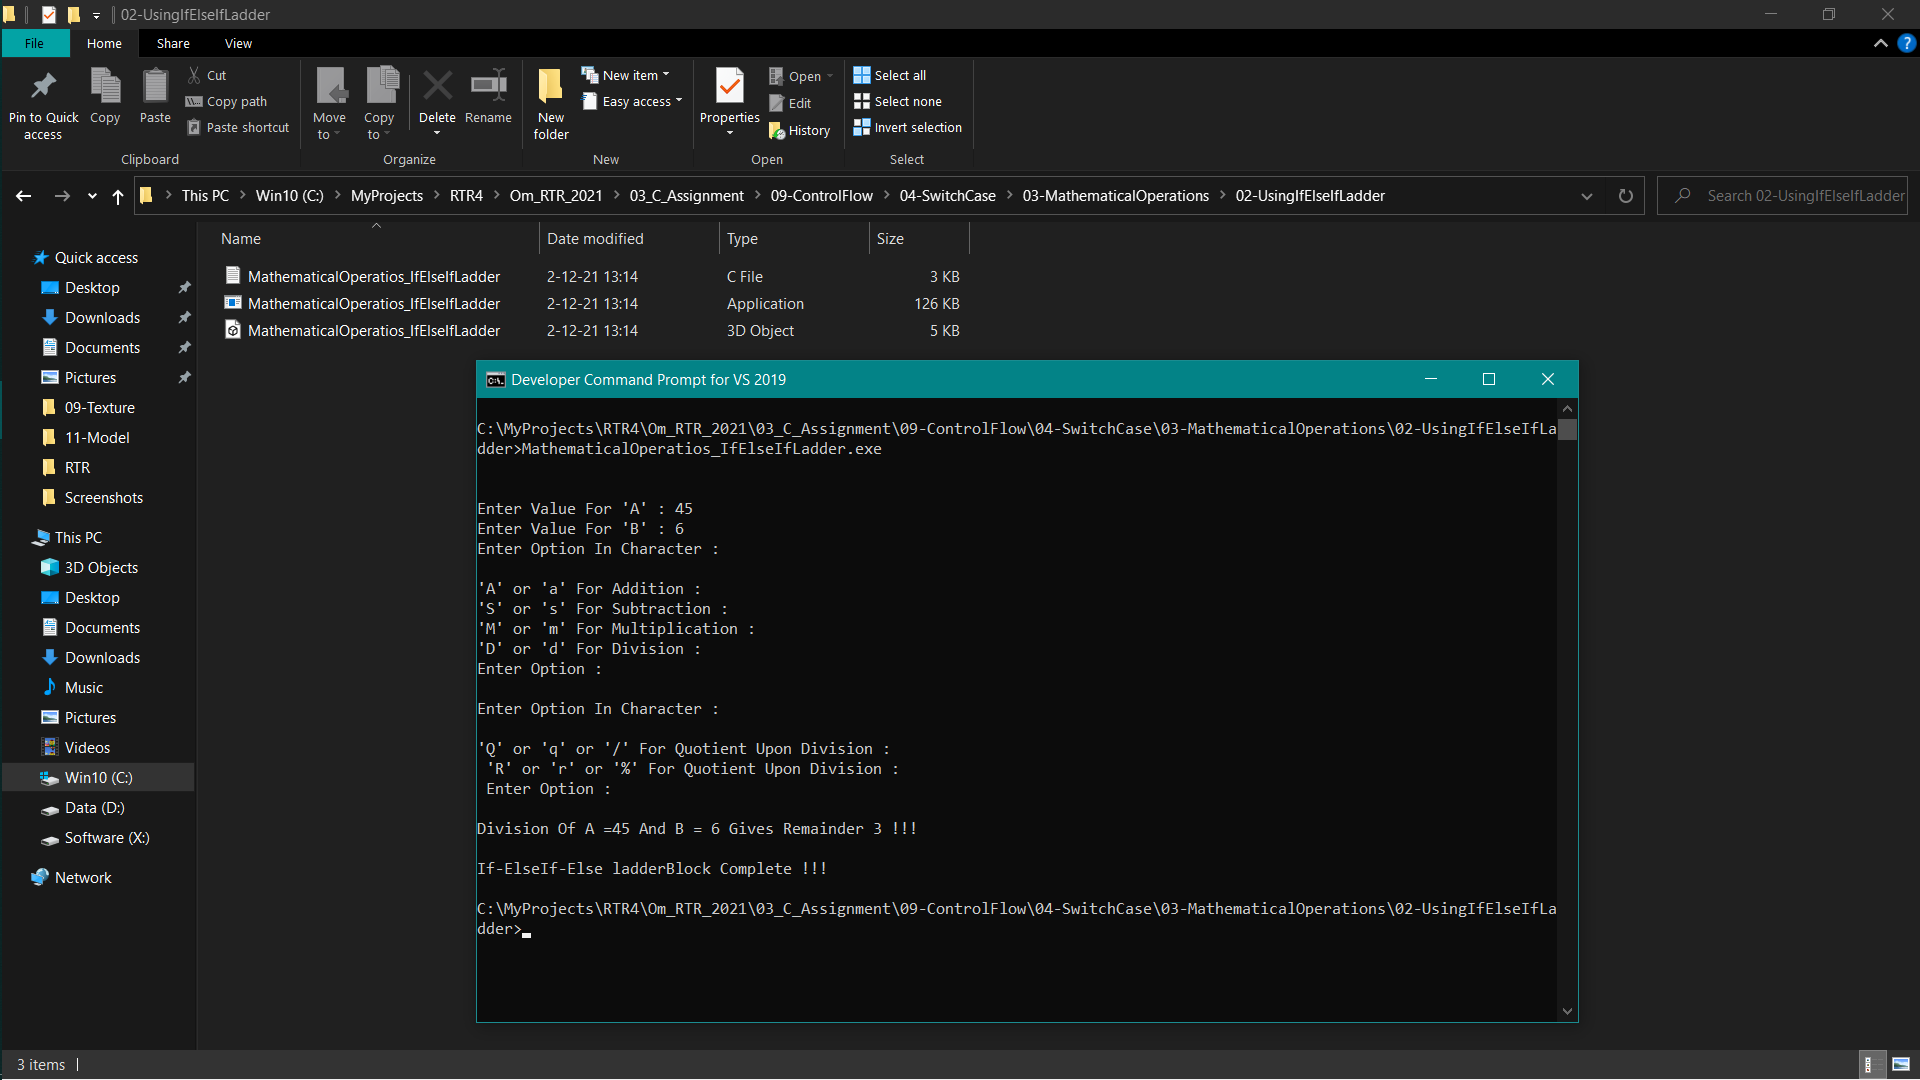 02-UsingIfElseIfLadder
File Home Share View
Pin to Quick access
Copy
Paste
Cut
Copy path
Paste shortcut
Clipboard
Move to
Copy to
Delete
Rename
Organize
New folder
New item
Easy access
New
Properties
Open
Edit
History
Open
Select all
Select none
Invert selection
Select
This PC > Win10 (C:) > MyProjects > RTR4 > Om_RTR_2021 > 03_C_Assignment > 09-ControlFlow > 04-SwitchCase > 03-MathematicalOperations > 02-UsingIfElseIfLadder
Search 02-UsingIfElseIfLadder
Quick access
Desktop
Downloads
Documents
Pictures
09-Texture
11-Model
RTR
Screenshots
This PC
3D Objects
Desktop
Documents
Downloads
Music
Pictures
Videos
Win10 (C:)
Data (D:)
Software (X:)
Network
Name Date modified Type Size
MathematicalOperatios_IfElseIfLadder 2-12-21 13:14 C File 3 KB
MathematicalOperatios_IfElseIfLadder 2-12-21 13:14 Application 126 KB
MathematicalOperatios_IfElseIfLadder 2-12-21 13:14 3D Object 5 KB
C:\. Developer Command Prompt for VS 2019
C:\MyProjects\RTR4\Om_RTR_2021\03_C_Assignment\09-ControlFlow\04-SwitchCase\03-MathematicalOperations\02-UsingIfElseIfLa
dder>MathematicalOperatios_IfElseIfLadder.exe
Enter Value For 'A' : 45
Enter Value For 'B' : 6
Enter Option In Character :
'A' or 'a' For Addition :
'S' or 's' For Subtraction :
'M' or 'm' For Multiplication :
'D' or 'd' For Division :
Enter Option :
Enter Option In Character :
'Q' or 'q' or '/' For Quotient Upon Division :
'R' or 'r' or '%' For Quotient Upon Division :
Enter Option :
Division Of A =45 And B = 6 Gives Remainder 3 !!!
If-ElseIf-Else ladderBlock Complete !!!
C:\MyProjects\RTR4\Om_RTR_2021\03_C_Assignment\09-ControlFlow\04-SwitchCase\03-MathematicalOperations\02-UsingIfElseIfLa
dder>
3 items